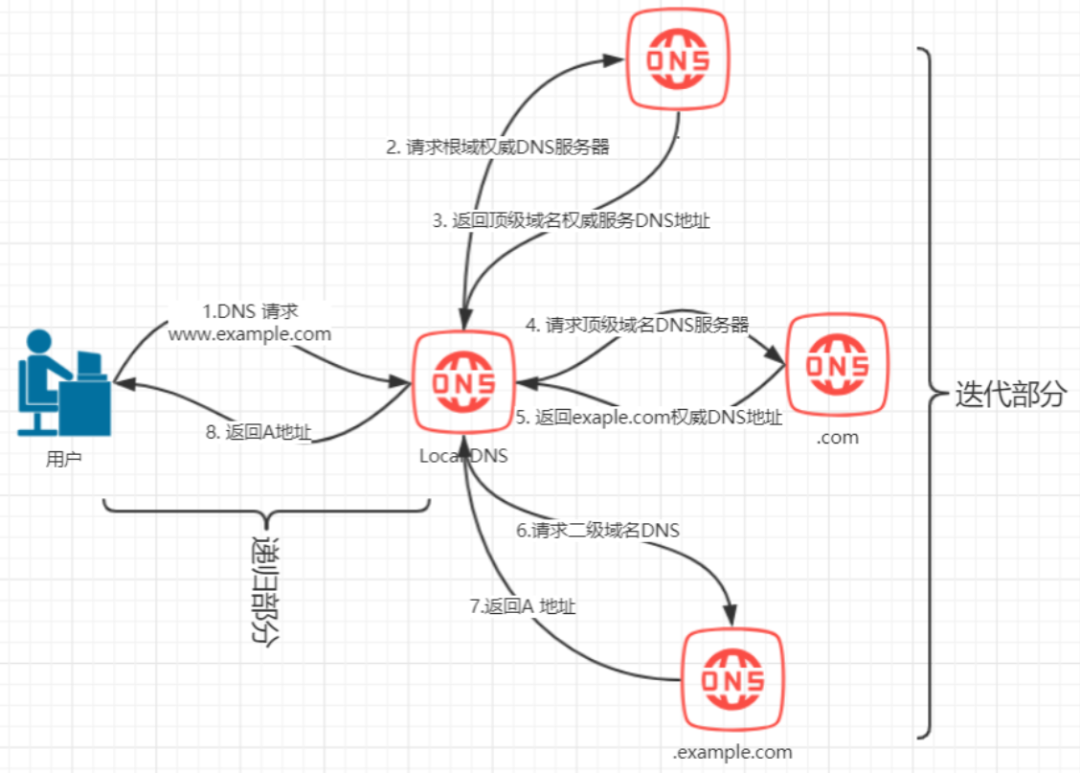 DNS
2. 请求根域权威DNS服务器
3. 返回顶级域名权威服务DNS地址
1.DNS 请求
www.example.com
4. 请求顶级域名DNS服务器
DNS
DNS
5. 返回exaple.com权威DNS地址
8. 返回A地址
.com
用户
Local DNS
迭代部分
递归部分
6.请求二级域名DNS
7.返回A 地址
DNS
.example.com